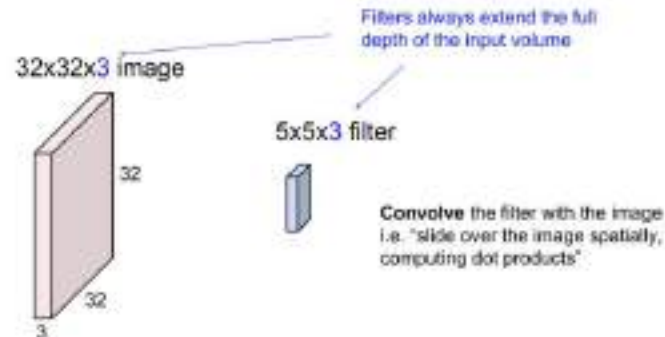 Filters always extend the full
depth of the input volume
32x32x3 image
5x5x3 filter
32
Convolve the filter with the image
i.e. "slide over the image spatially,
computing dot products"
32
3